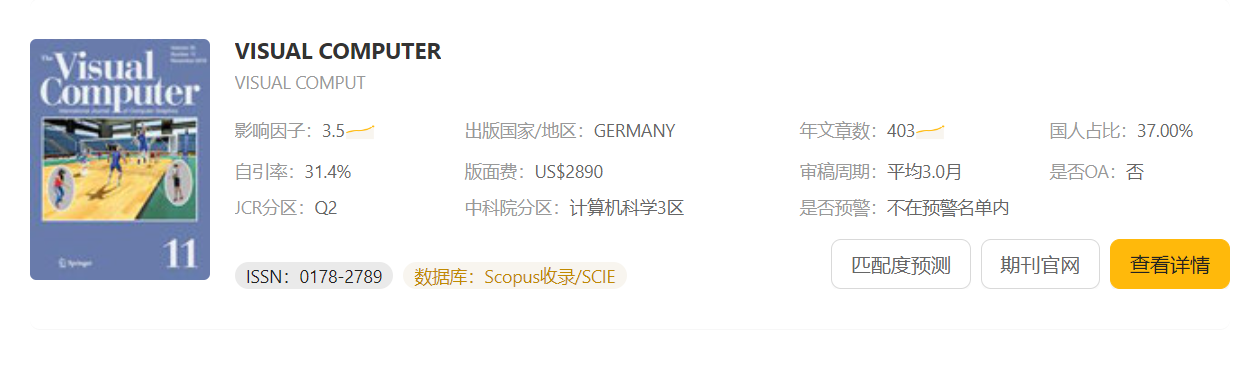 The Visual
Computer
International Journal of Computer Graphics
Springer
11
VISUAL COMPUTER
VISUAL COMPUT
影响因子：3.5 出版国家/地区：GERMANY 年文章数：403 国人占比：37.00%
自引率：31.4% 版面费：US$2890 审稿周期：平均3.0月 是否OA：否
JCR分区：Q2 中科院分区：计算机科学3区 是否预警：不在预警名单内
ISSN：0178-2789 数据库：Scopus收录/SCIE
匹配度预测 期刊官网 查看详情